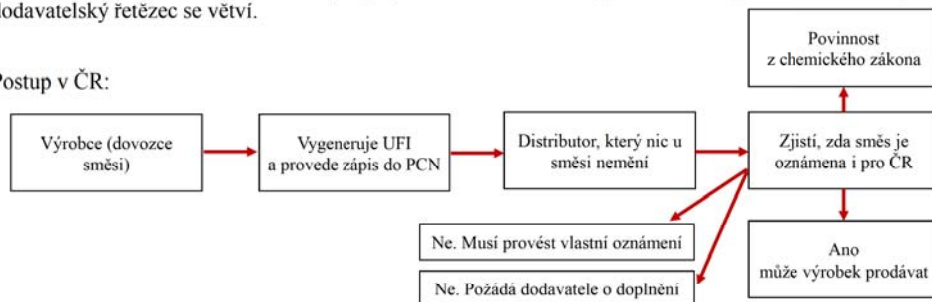 dodavatelský řetězec se větví.
Postup v ČR:
Povinnost
z chemického zákona
Výrobce (dovozce
směsi)
Vygeneruje UFI
a provede zápis do PCN
Distributor, který nic u
směsi nemění
Zjistí, zda směs je
oznámena i pro ČR
Ne. Musí provést vlastní oznámení
Ne. Požádá dodavatele o doplnění
Ano
může výrobek prodávat